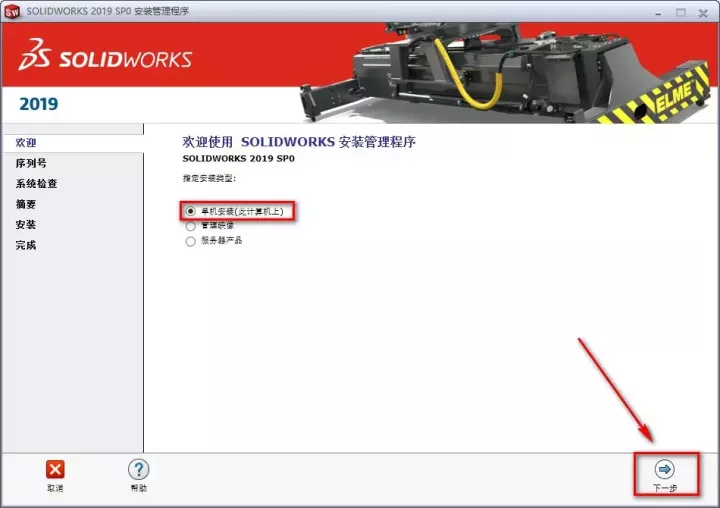 SOLIDWORKS 2019 SP0 安装管理程序
SOLIDWORKS
ELME
2019
欢迎
序列号
系统检查
摘要
安装
完成
欢迎使用 SOLIDWORKS 安装管理程序
SOLIDWORKS 2019 SP0
指定安装类型:
单机安装(此计算机上)
管理映像
服务器产品
取消
帮助
下一步